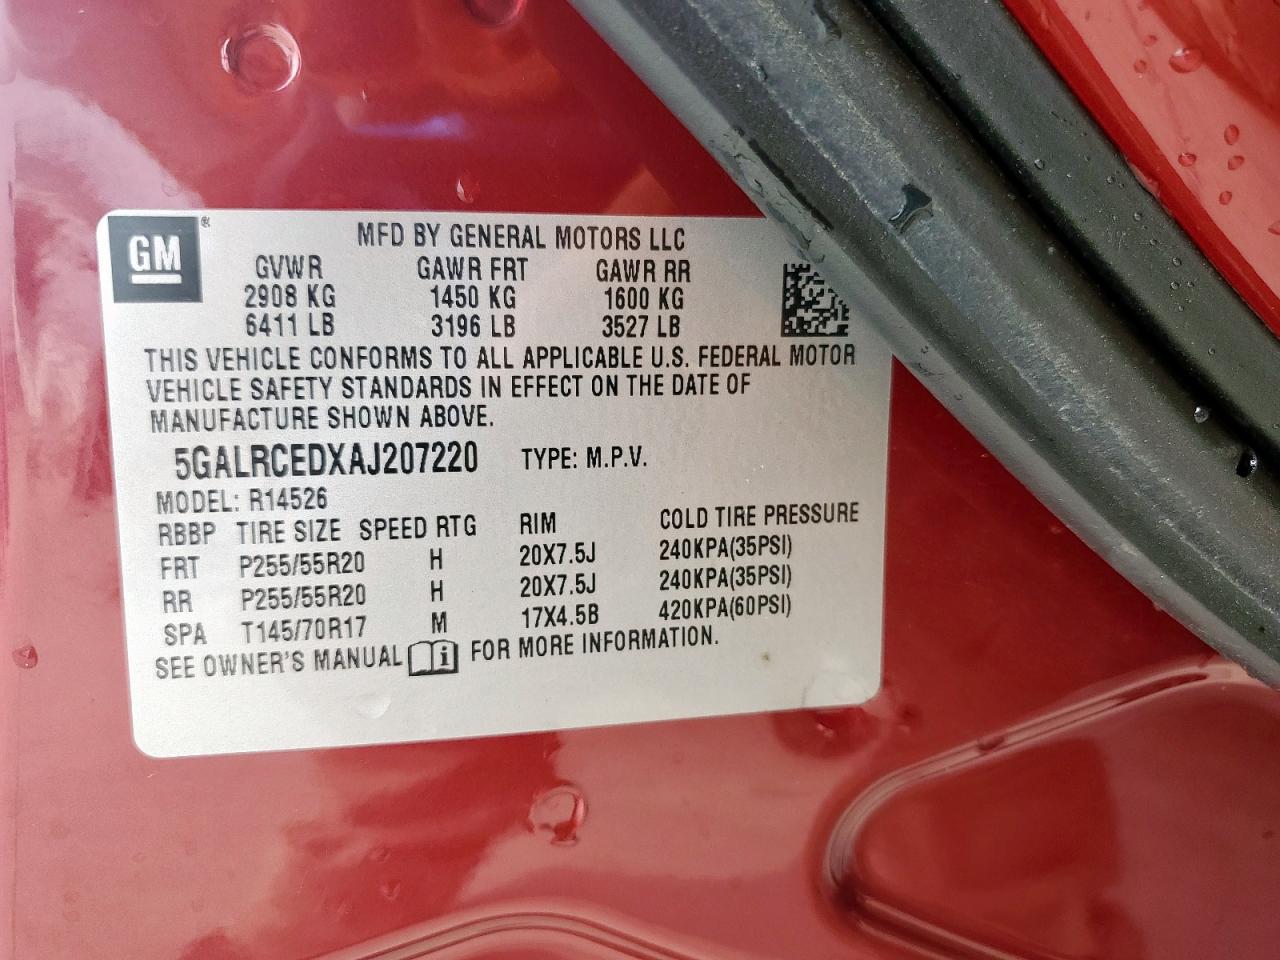 GM ®
MFD BY GENERAL MOTORS LLC
GVWR GAWR FRT GAWR RR
2908 KG 1450 KG 1600 KG
6411 LB 3196 LB 3527 LB
THIS VEHICLE CONFORMS TO ALL APPLICABLE U.S. FEDERAL MOTOR
VEHICLE SAFETY STANDARDS IN EFFECT ON THE DATE OF
MANUFACTURE SHOWN ABOVE.
5GALRCEDXAJ207220 TYPE: M.P.V.
MODEL: R14526
RBBP TIRE SIZE SPEED RTG RIM COLD TIRE PRESSURE
FRT P255/55R20 H 20X7.5J 240KPA(35PSI)
RR P255/55R20 H 20X7.5J 240KPA(35PSI)
SPA T145/70R17 M 17X4.5B 420KPA(60PSI)
SEE OWNER'S MANUAL i FOR MORE INFORMATION.